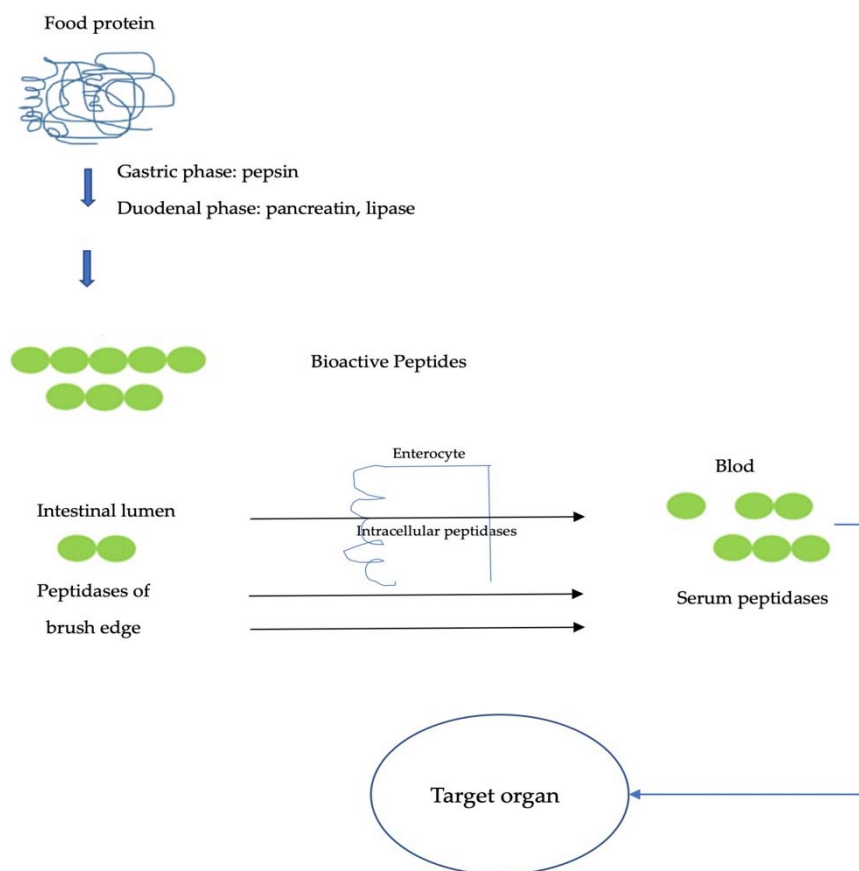 Food protein
Gastric phase: pepsin
Duodenal phase: pancreatin, lipase
Bioactive Peptides
Enterocyte
Blod
Intestinal lumen
Intracellular peptidases
Peptidases of
brush edge
Serum peptidases
Target organ